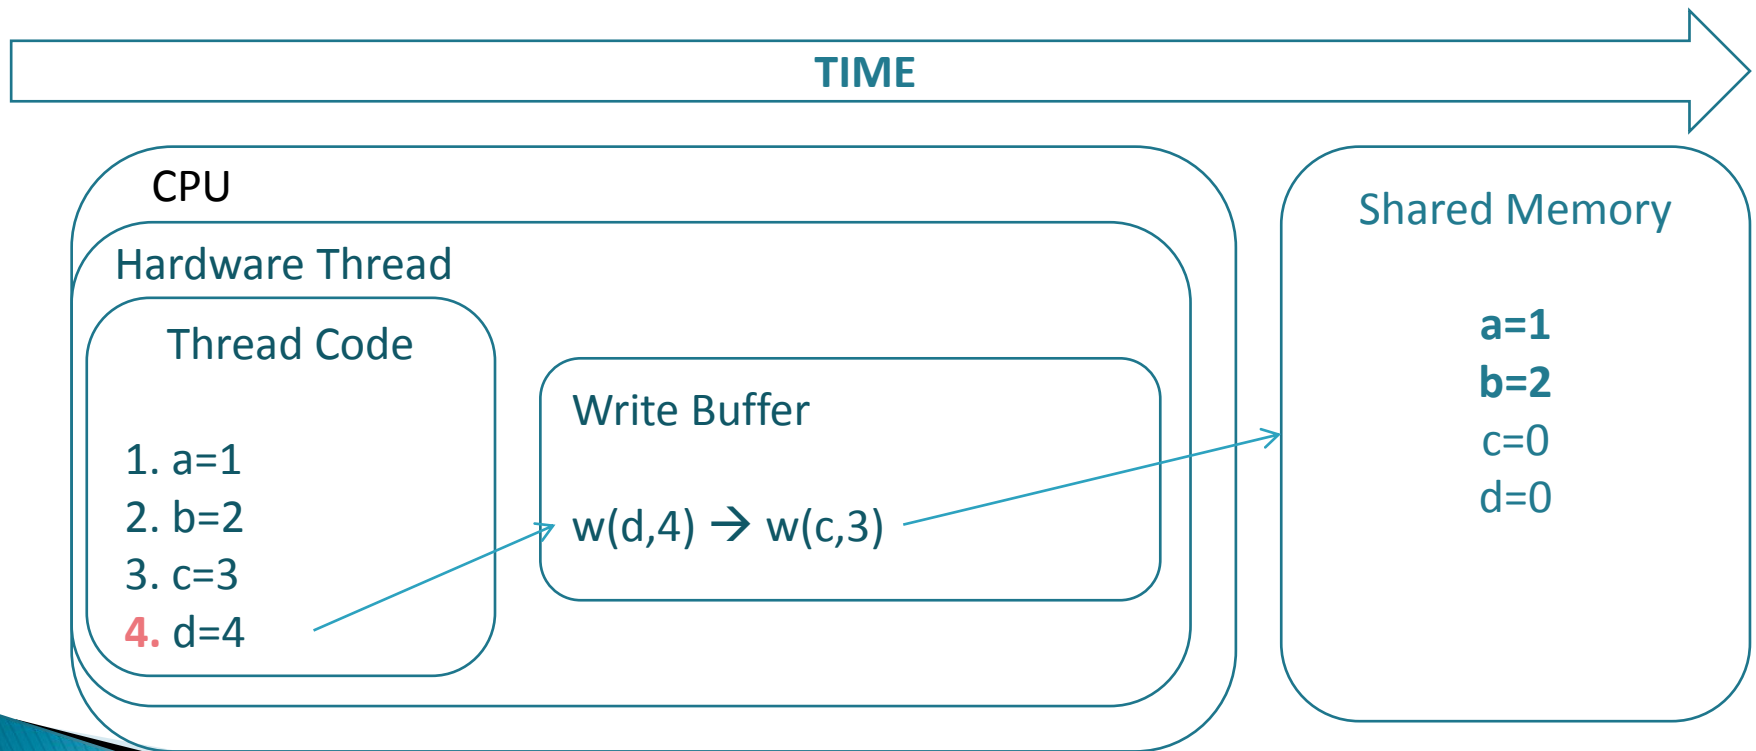 TIME
CPU
Hardware Thread
Thread Code
1. a=1
2. b=2
3. c=3
4. d=4
Write Buffer
w(d,4) → w(c,3)
Shared Memory
a=1
b=2
c=0
d=0